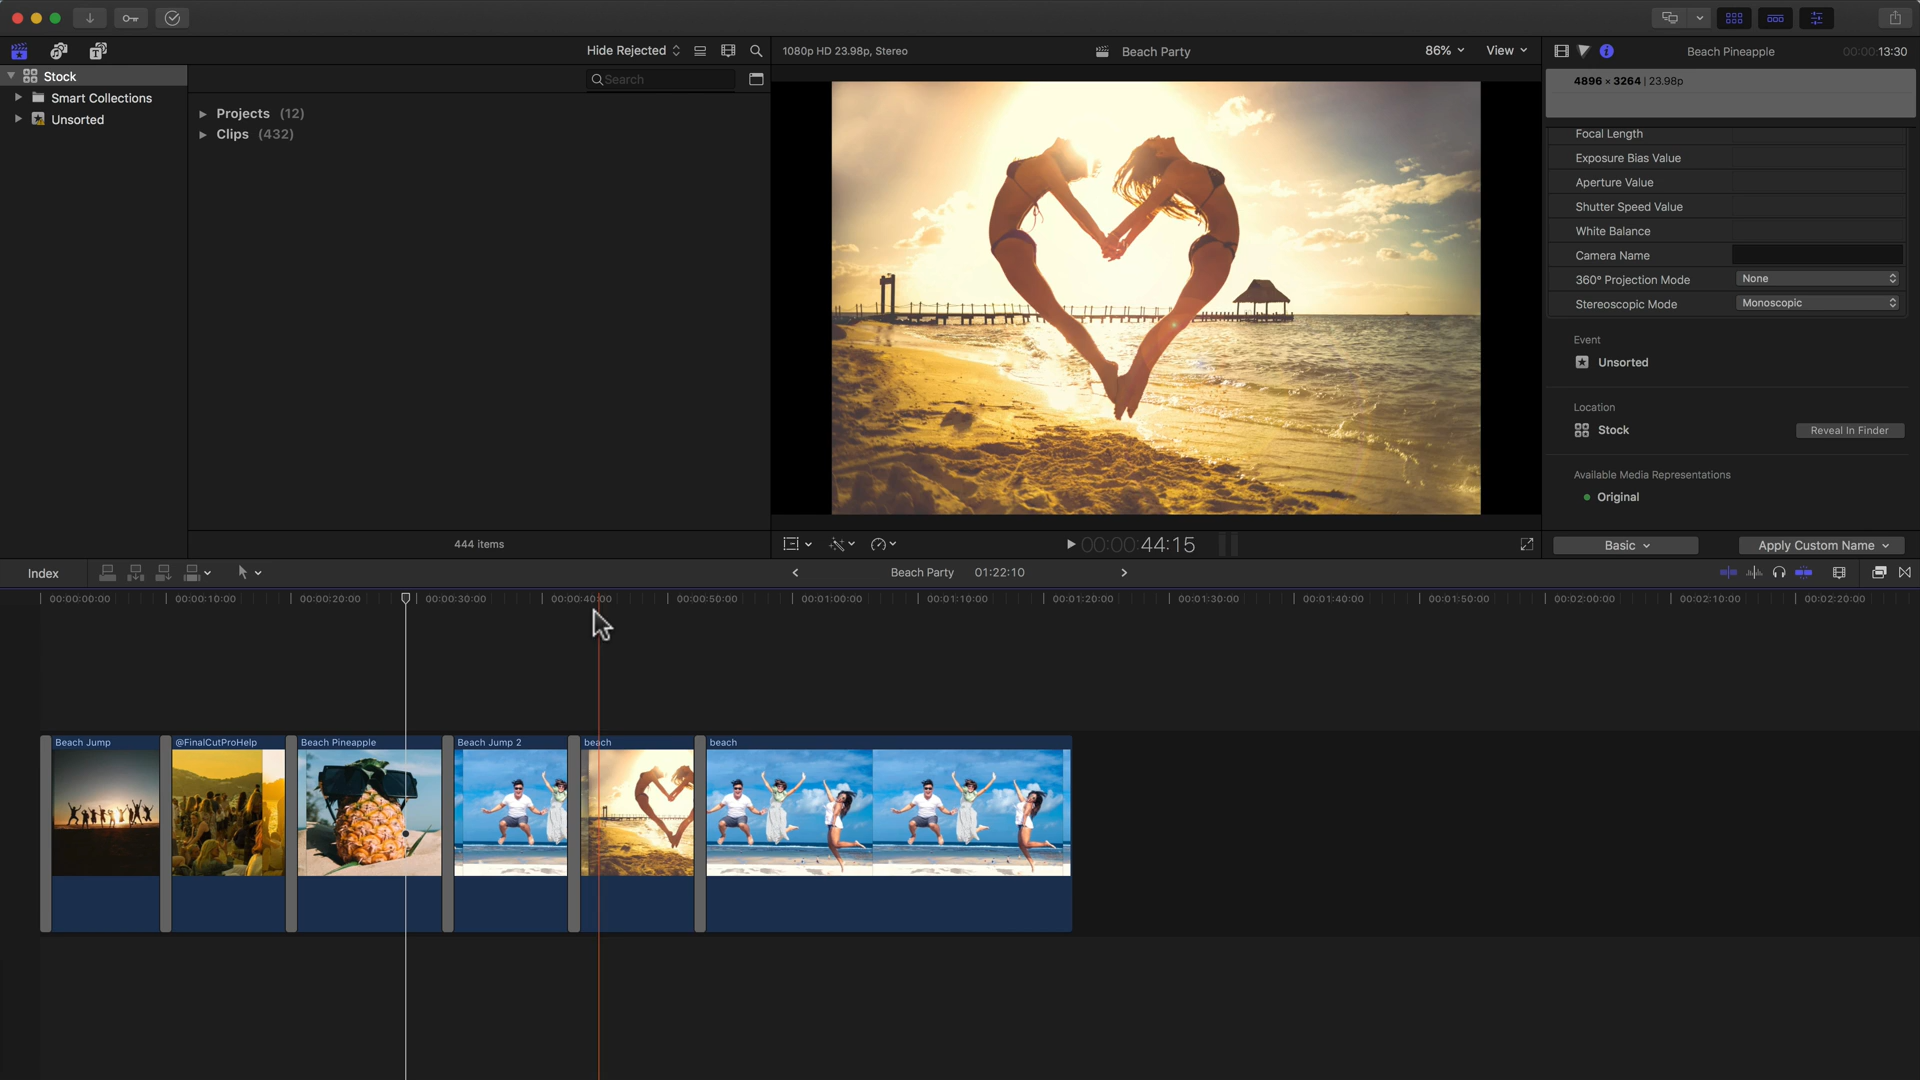 Hide Rejected
1080p HD 23.98p, Stereo
Beach Party
86%
View
Beach Pineapple
00:00:13:30
Stock
Search
4896 × 3264 | 23.98p
Smart Collections
Unsorted
Projects (12)
Clips (432)
Focal Length
Exposure Bias Value
Aperture Value
Shutter Speed Value
White Balance
Camera Name
360° Projection Mode
None
Stereoscopic Mode
Monoscopic
Event
Unsorted
Location
Stock
Reveal In Finder
Available Media Representations
Original
444 items
00:00:44:15
Basic
Apply Custom Name
Index
Beach Party
01:22:10
00:00:00:00
00:00:10:00
00:00:20:00
00:00:30:00
00:00:40:00
00:00:50:00
00:01:00:00
00:01:10:00
00:01:20:00
00:01:30:00
00:01:40:00
00:01:50:00
00:02:00:00
00:02:10:00
00:02:20:00
Beach Jump
@FinalCutProHelp
Beach Pineapple
Beach Jump 2
beach
beach